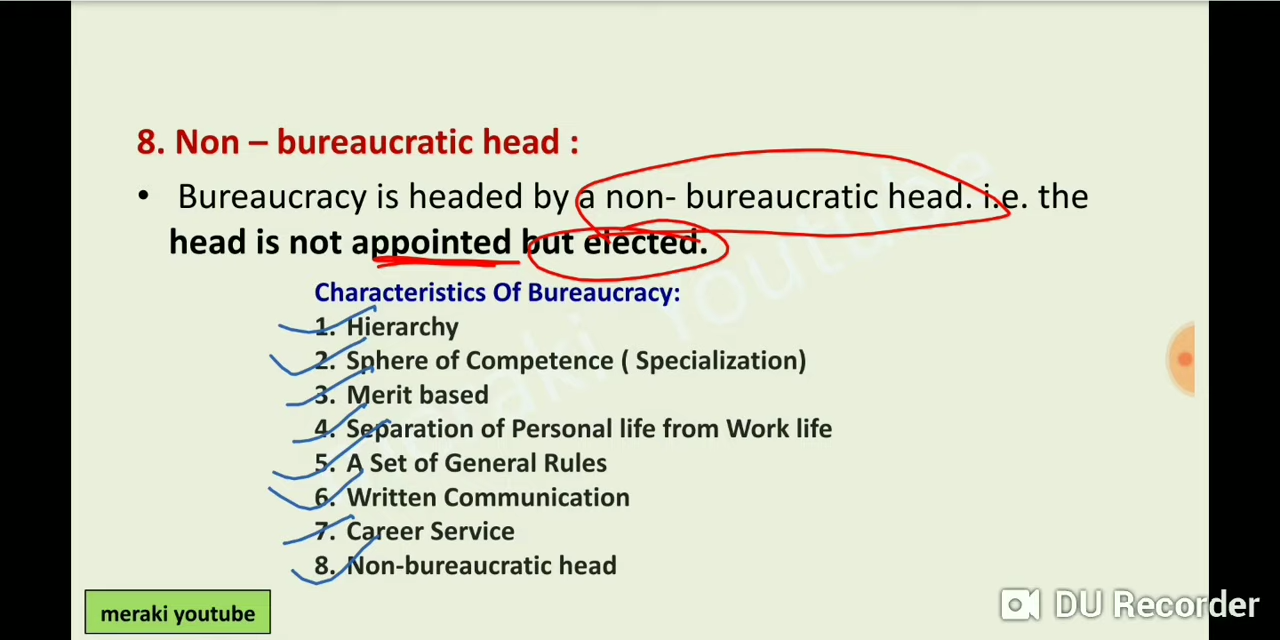 8. Non – bureaucratic head :
• Bureaucracy is headed by a non- bureaucratic head. i.e. the
head is not appointed but elected.
Characteristics Of Bureaucracy:
1. Hierarchy
2. Sphere of Competence ( Specialization)
3. Merit based
4. Separation of Personal life from Work life
5. A Set of General Rules
6. Written Communication
7. Career Service
8. Non-bureaucratic head
meraki Youtube
meraki youtube
DU Recorder